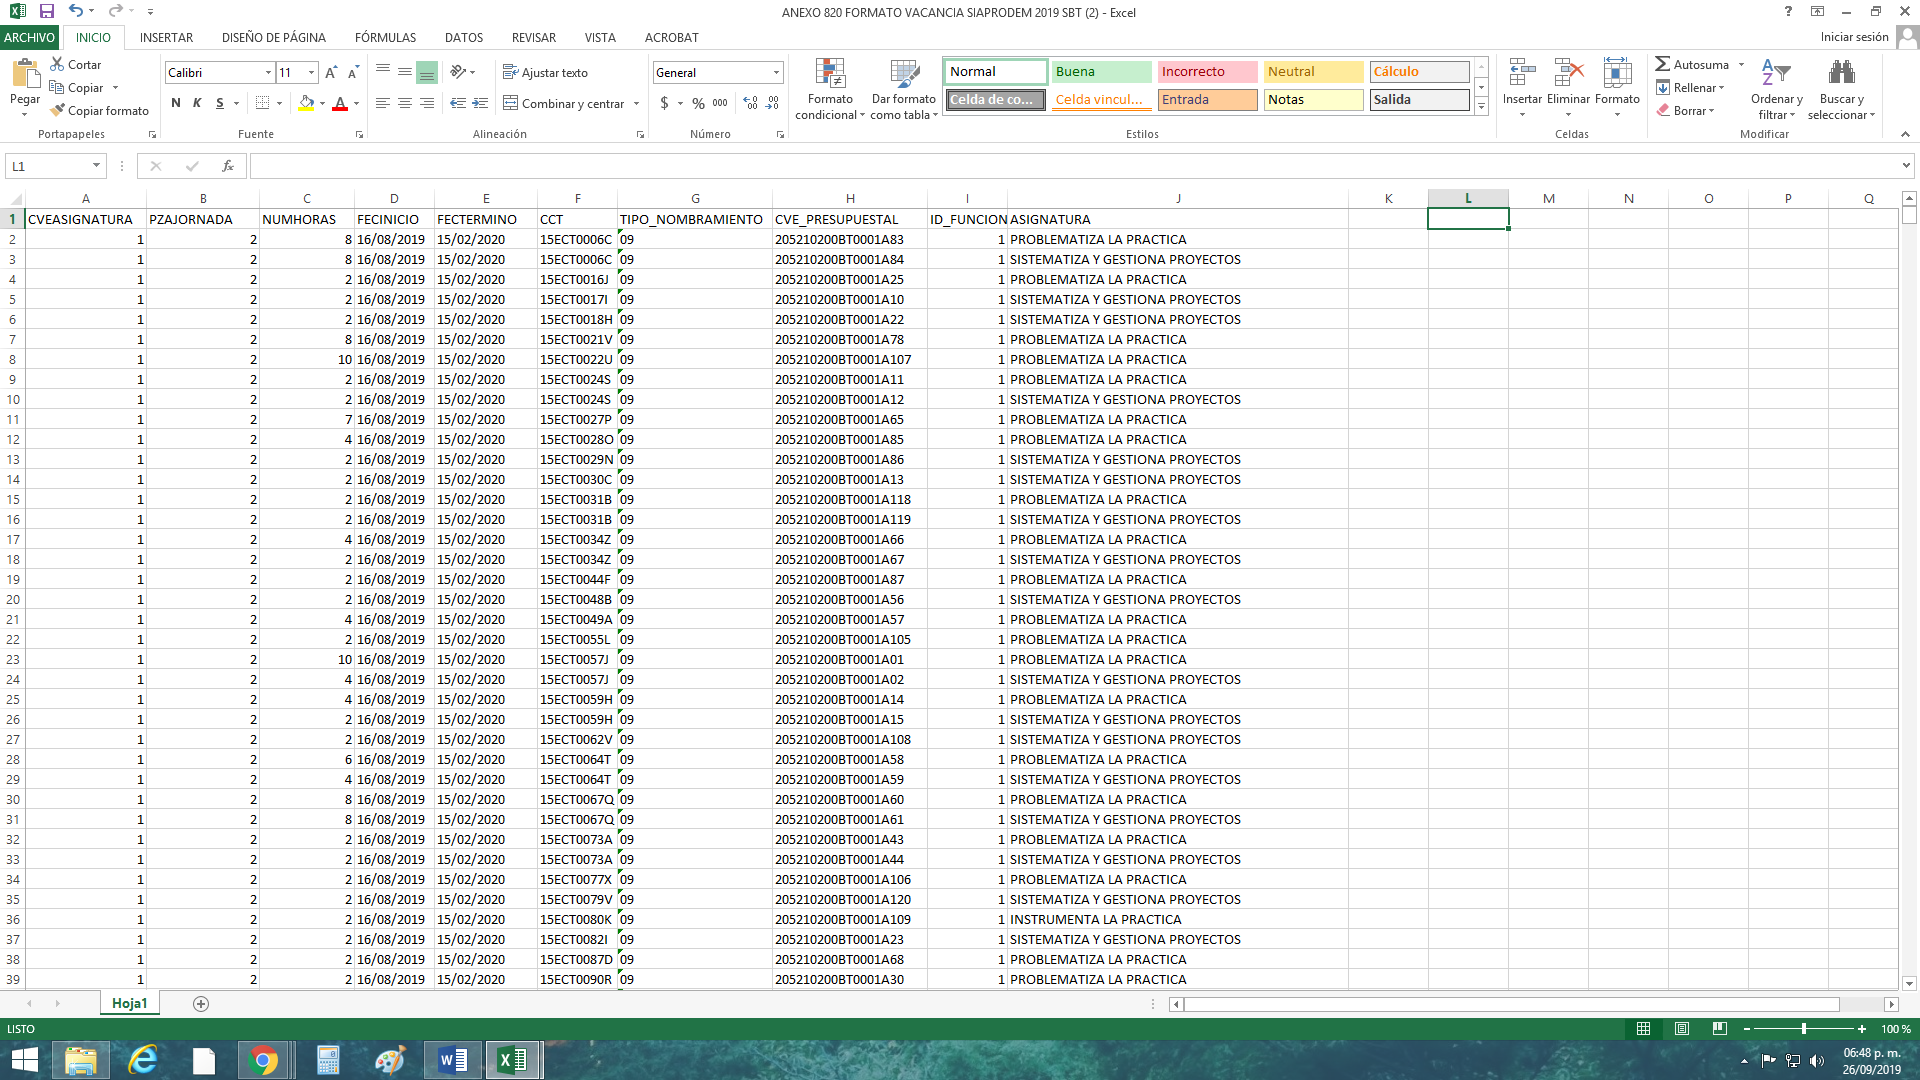 ANEXO 820 FORMATO VACANCIA SIAPRODEM 2019 SBT (2) - Excel
ARCHIVO INICIO INSERTAR DISEÑO DE PÁGINA FÓRMULAS DATOS REVISAR VISTA ACROBAT Iniciar sesión
Pegar
Cortar
Copiar
Copiar formato
Portapapeles
Calibri 11
N K S
Fuente
Ajustar texto
Combinar y centrar
Alineación
General
$ % 000
Número
Formato condicional
Dar formato como tabla
Normal Buena Incorrecto Neutral Cálculo
Celda de co... Celda vincul... Entrada Notas Salida
Estilos
Insertar Eliminar Formato
Celdas
Autosuma
Rellenar
Borrar
Ordenar y filtrar
Buscar y seleccionar
Modificar
L1 fx
A B C D E F G H I J K L M N O P Q
1 CVEASIGNATURA PZAJORNADA NUMHORAS FECINICIO FECTERMINO CCT TIPO_NOMBRAMIENTO CVE_PRESUPUESTAL ID_FUNCION ASIGNATURA
2 1 2 8 16/08/2019 15/02/2020 15ECT0006C 09 205210200BT0001A83 1 PROBLEMATIZA LA PRACTICA
3 1 2 8 16/08/2019 15/02/2020 15ECT0006C 09 205210200BT0001A84 1 SISTEMATIZA Y GESTIONA PROYECTOS
4 1 2 2 16/08/2019 15/02/2020 15ECT0016J 09 205210200BT0001A25 1 PROBLEMATIZA LA PRACTICA
5 1 2 2 16/08/2019 15/02/2020 15ECT0017I 09 205210200BT0001A10 1 SISTEMATIZA Y GESTIONA PROYECTOS
6 1 2 2 16/08/2019 15/02/2020 15ECT0018H 09 205210200BT0001A22 1 SISTEMATIZA Y GESTIONA PROYECTOS
7 1 2 8 16/08/2019 15/02/2020 15ECT0021V 09 205210200BT0001A78 1 PROBLEMATIZA LA PRACTICA
8 1 2 10 16/08/2019 15/02/2020 15ECT0022U 09 205210200BT0001A107 1 PROBLEMATIZA LA PRACTICA
9 1 2 2 16/08/2019 15/02/2020 15ECT0024S 09 205210200BT0001A11 1 PROBLEMATIZA LA PRACTICA
10 1 2 2 16/08/2019 15/02/2020 15ECT0024S 09 205210200BT0001A12 1 SISTEMATIZA Y GESTIONA PROYECTOS
11 1 2 7 16/08/2019 15/02/2020 15ECT0027P 09 205210200BT0001A65 1 PROBLEMATIZA LA PRACTICA
12 1 2 4 16/08/2019 15/02/2020 15ECT0028O 09 205210200BT0001A85 1 PROBLEMATIZA LA PRACTICA
13 1 2 2 16/08/2019 15/02/2020 15ECT0029N 09 205210200BT0001A86 1 SISTEMATIZA Y GESTIONA PROYECTOS
14 1 2 2 16/08/2019 15/02/2020 15ECT0030C 09 205210200BT0001A13 1 SISTEMATIZA Y GESTIONA PROYECTOS
15 1 2 2 16/08/2019 15/02/2020 15ECT0031B 09 205210200BT0001A118 1 PROBLEMATIZA LA PRACTICA
16 1 2 2 16/08/2019 15/02/2020 15ECT0031B 09 205210200BT0001A119 1 SISTEMATIZA Y GESTIONA PROYECTOS
17 1 2 4 16/08/2019 15/02/2020 15ECT0034Z 09 205210200BT0001A66 1 PROBLEMATIZA LA PRACTICA
18 1 2 2 16/08/2019 15/02/2020 15ECT0034Z 09 205210200BT0001A67 1 SISTEMATIZA Y GESTIONA PROYECTOS
19 1 2 2 16/08/2019 15/02/2020 15ECT0044F 09 205210200BT0001A87 1 PROBLEMATIZA LA PRACTICA
20 1 2 2 16/08/2019 15/02/2020 15ECT0048B 09 205210200BT0001A56 1 SISTEMATIZA Y GESTIONA PROYECTOS
21 1 2 4 16/08/2019 15/02/2020 15ECT0049A 09 205210200BT0001A57 1 PROBLEMATIZA LA PRACTICA
22 1 2 2 16/08/2019 15/02/2020 15ECT0055L 09 205210200BT0001A105 1 PROBLEMATIZA LA PRACTICA
23 1 2 10 16/08/2019 15/02/2020 15ECT0057J 09 205210200BT0001A01 1 PROBLEMATIZA LA PRACTICA
24 1 2 4 16/08/2019 15/02/2020 15ECT0057J 09 205210200BT0001A02 1 SISTEMATIZA Y GESTIONA PROYECTOS
25 1 2 4 16/08/2019 15/02/2020 15ECT0059H 09 205210200BT0001A14 1 PROBLEMATIZA LA PRACTICA
26 1 2 2 16/08/2019 15/02/2020 15ECT0059H 09 205210200BT0001A15 1 SISTEMATIZA Y GESTIONA PROYECTOS
27 1 2 2 16/08/2019 15/02/2020 15ECT0062V 09 205210200BT0001A108 1 SISTEMATIZA Y GESTIONA PROYECTOS
28 1 2 6 16/08/2019 15/02/2020 15ECT0064T 09 205210200BT0001A58 1 PROBLEMATIZA LA PRACTICA
29 1 2 4 16/08/2019 15/02/2020 15ECT0064T 09 205210200BT0001A59 1 SISTEMATIZA Y GESTIONA PROYECTOS
30 1 2 8 16/08/2019 15/02/2020 15ECT0067Q 09 205210200BT0001A60 1 PROBLEMATIZA LA PRACTICA
31 1 2 8 16/08/2019 15/02/2020 15ECT0067Q 09 205210200BT0001A61 1 SISTEMATIZA Y GESTIONA PROYECTOS
32 1 2 2 16/08/2019 15/02/2020 15ECT0073A 09 205210200BT0001A43 1 PROBLEMATIZA LA PRACTICA
33 1 2 2 16/08/2019 15/02/2020 15ECT0073A 09 205210200BT0001A44 1 SISTEMATIZA Y GESTIONA PROYECTOS
34 1 2 2 16/08/2019 15/02/2020 15ECT0077X 09 205210200BT0001A106 1 PROBLEMATIZA LA PRACTICA
35 1 2 2 16/08/2019 15/02/2020 15ECT0079V 09 205210200BT0001A120 1 SISTEMATIZA Y GESTIONA PROYECTOS
36 1 2 2 16/08/2019 15/02/2020 15ECT0080K 09 205210200BT0001A109 1 INSTRUMENTA LA PRACTICA
37 1 2 2 16/08/2019 15/02/2020 15ECT0082I 09 205210200BT0001A23 1 SISTEMATIZA Y GESTIONA PROYECTOS
38 1 2 2 16/08/2019 15/02/2020 15ECT0087D 09 205210200BT0001A68 1 PROBLEMATIZA LA PRACTICA
39 1 2 2 16/08/2019 15/02/2020 15ECT0090R 09 205210200BT0001A30 1 PROBLEMATIZA LA PRACTICA
Hoja1
LISTO 100 %
06:48 p. m.
26/09/2019